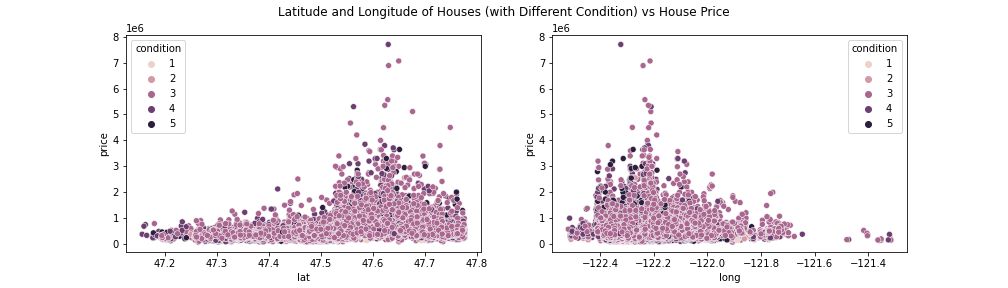 Latitude and Longitude of Houses (with Different Condition) vs House Price
1e6
8
7
6
5
4
3
2
1
0
price
condition
1
2
3
4
5
47.2 47.3 47.4 47.5 47.6 47.7 47.8
lat
1e6
8
7
6
5
4
3
2
1
0
price
condition
1
2
3
4
5
−122.4 −122.2 −122.0 −121.8 −121.6 −121.4
long